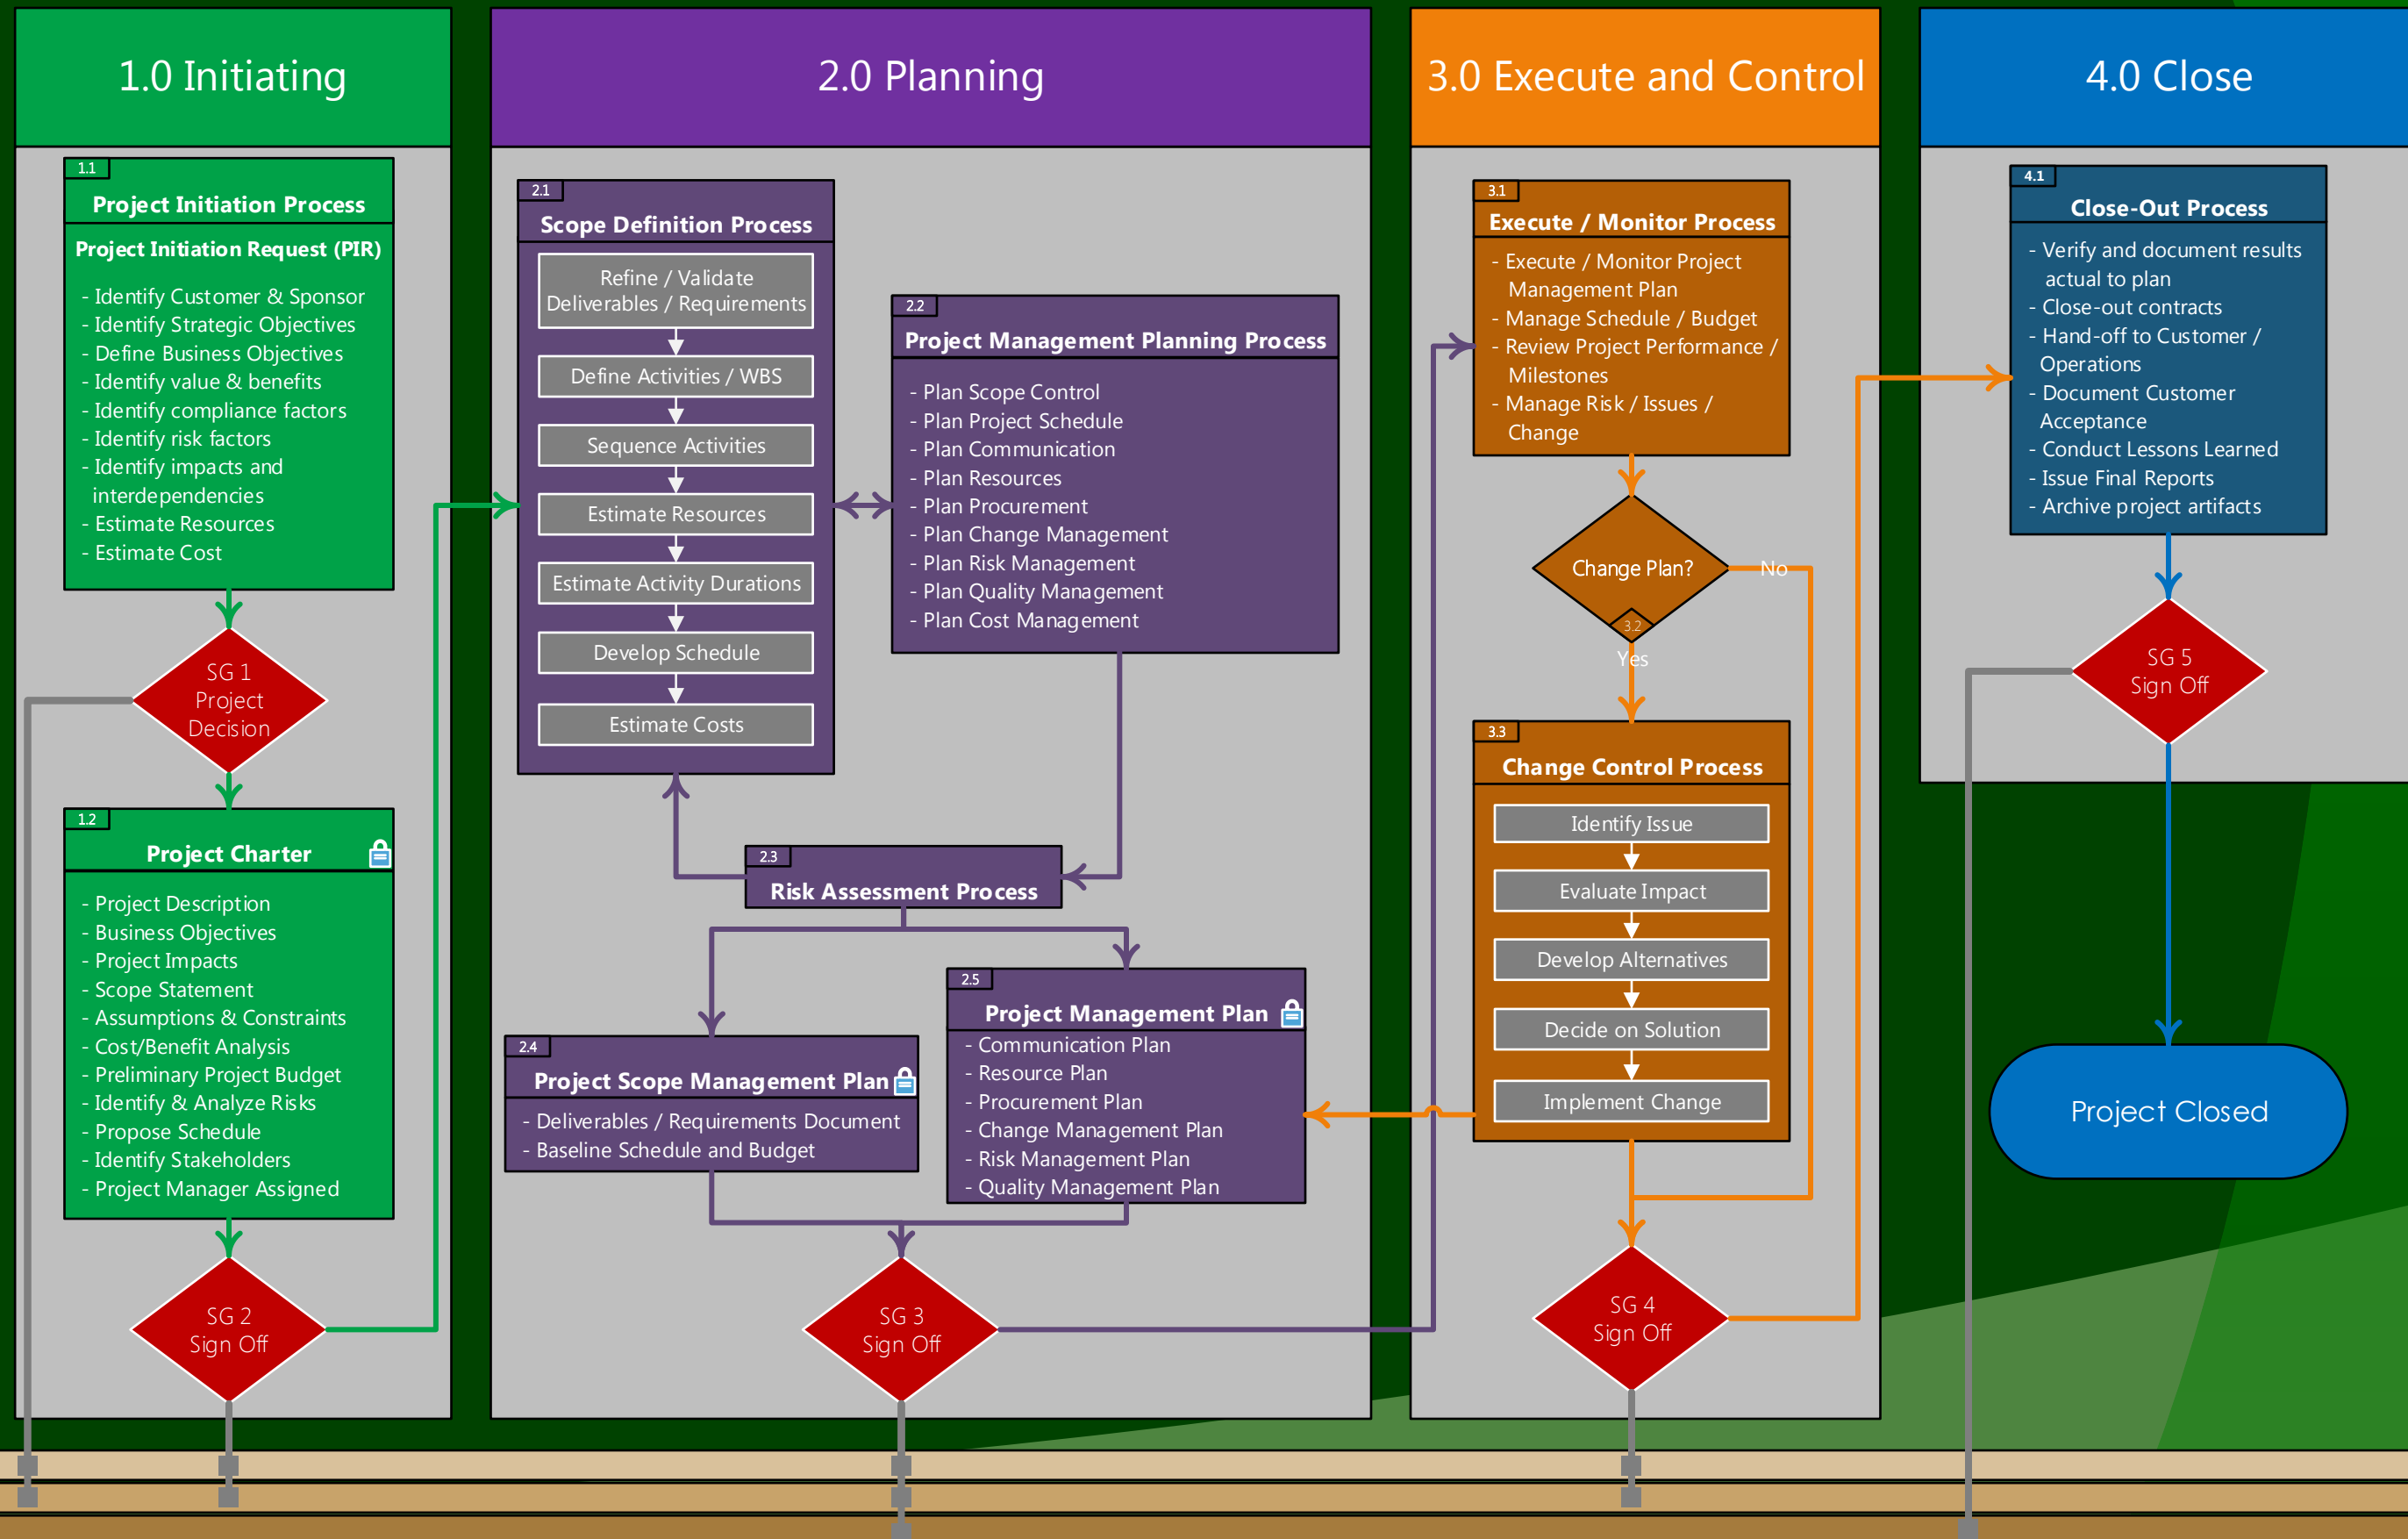 1.0 Initiating
1.1
Project Initiation Process
Project Initiation Request (PIR)
- Identify Customer & Sponsor
- Identify Strategic Objectives
- Define Business Objectives
- Identify value & benefits
- Identify compliance factors
- Identify risk factors
- Identify impacts and
interdependencies
- Estimate Resources
- Estimate Cost
SG 1
Project
Decision
1.2
Project Charter
- Project Description
- Business Objectives
- Project Impacts
- Scope Statement
- Assumptions & Constraints
- Cost/Benefit Analysis
- Preliminary Project Budget
- Identify & Analyze Risks
- Propose Schedule
- Identify Stakeholders
- Project Manager Assigned
SG 2
Sign Off
2.0 Planning
2.1
Scope Definition Process
Refine / Validate
Deliverables / Requirements
Define Activities / WBS
Sequence Activities
Estimate Resources
Estimate Activity Durations
Develop Schedule
Estimate Costs
2.2
Project Management Planning Process
- Plan Scope Control
- Plan Project Schedule
- Plan Communication
- Plan Resources
- Plan Procurement
- Plan Change Management
- Plan Risk Management
- Plan Quality Management
- Plan Cost Management
2.3
Risk Assessment Process
2.4
Project Scope Management Plan
- Deliverables / Requirements Document
- Baseline Schedule and Budget
2.5
Project Management Plan
- Communication Plan
- Resource Plan
- Procurement Plan
- Change Management Plan
- Risk Management Plan
- Quality Management Plan
SG 3
Sign Off
3.0 Execute and Control
3.1
Execute / Monitor Process
- Execute / Monitor Project
Management Plan
- Manage Schedule / Budget
- Review Project Performance /
Milestones
- Manage Risk / Issues /
Change
Change Plan?
No
3.2
Yes
3.3
Change Control Process
Identify Issue
Evaluate Impact
Develop Alternatives
Decide on Solution
Implement Change
SG 4
Sign Off
4.0 Close
4.1
Close-Out Process
- Verify and document results
actual to plan
- Close-out contracts
- Hand-off to Customer /
Operations
- Document Customer
Acceptance
- Conduct Lessons Learned
- Issue Final Reports
- Archive project artifacts
SG 5
Sign Off
Project Closed